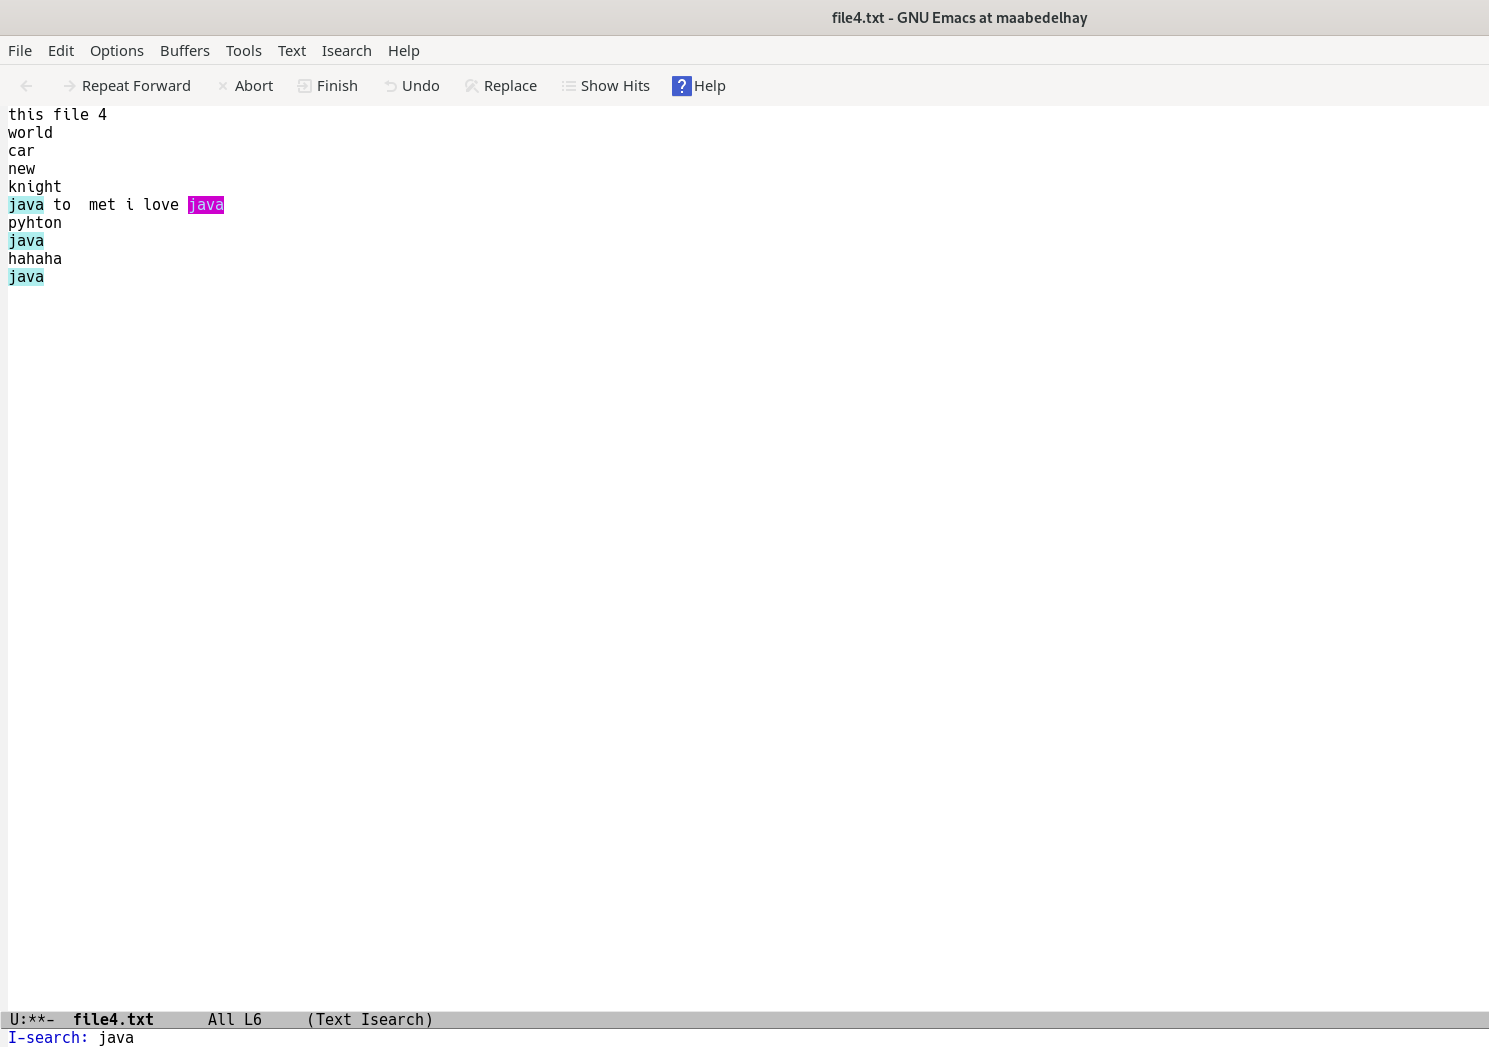 file4.txt - GNU Emacs at maabedelhay
File Edit Options Buffers Tools Text Isearch Help
Repeat Forward Abort Finish Undo Replace Show Hits ? Help
this file 4
world
car
new
knight
java to  met i love java
pyhton
java
hahaha
java
U:**-  file4.txt      All L6     (Text Isearch)
I-search: java